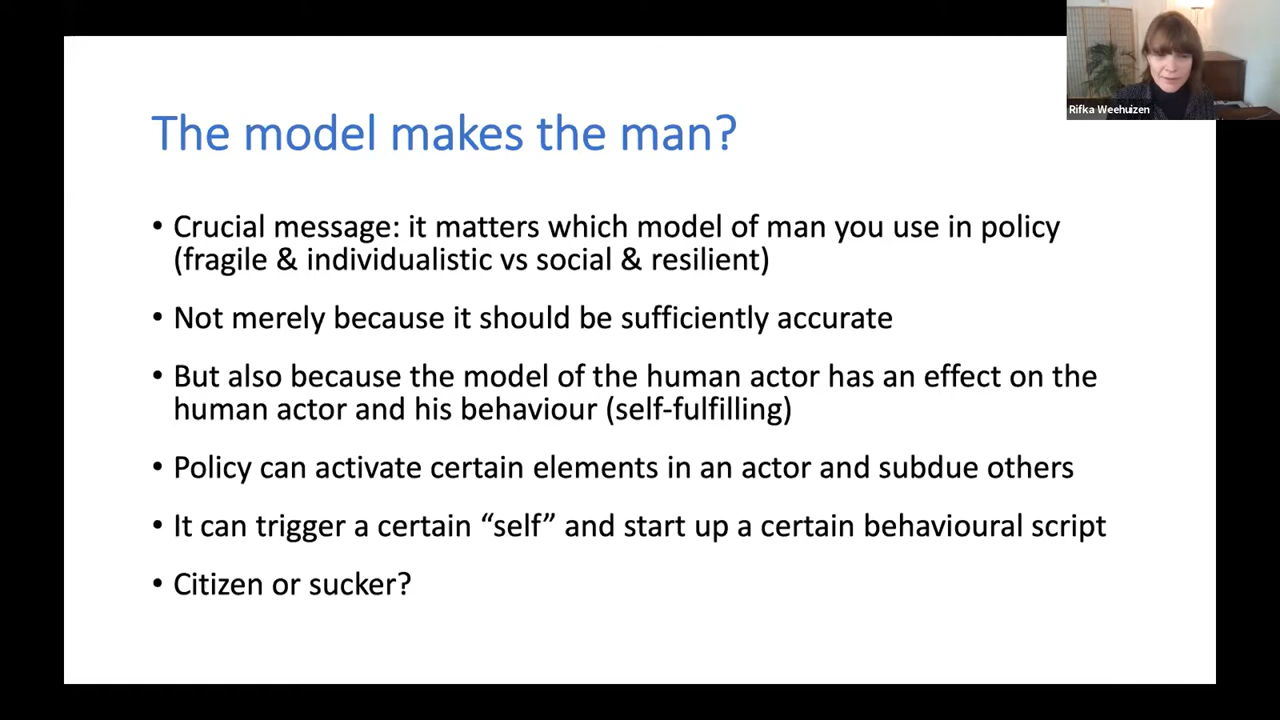 Rifka Weehuizen
The model makes the man?
• Crucial message: it matters which model of man you use in policy
(fragile & individualistic vs social & resilient)
• Not merely because it should be sufficiently accurate
• But also because the model of the human actor has an effect on the
human actor and his behaviour (self-fulfilling)
• Policy can activate certain elements in an actor and subdue others
• It can trigger a certain “self” and start up a certain behavioural script
• Citizen or sucker?